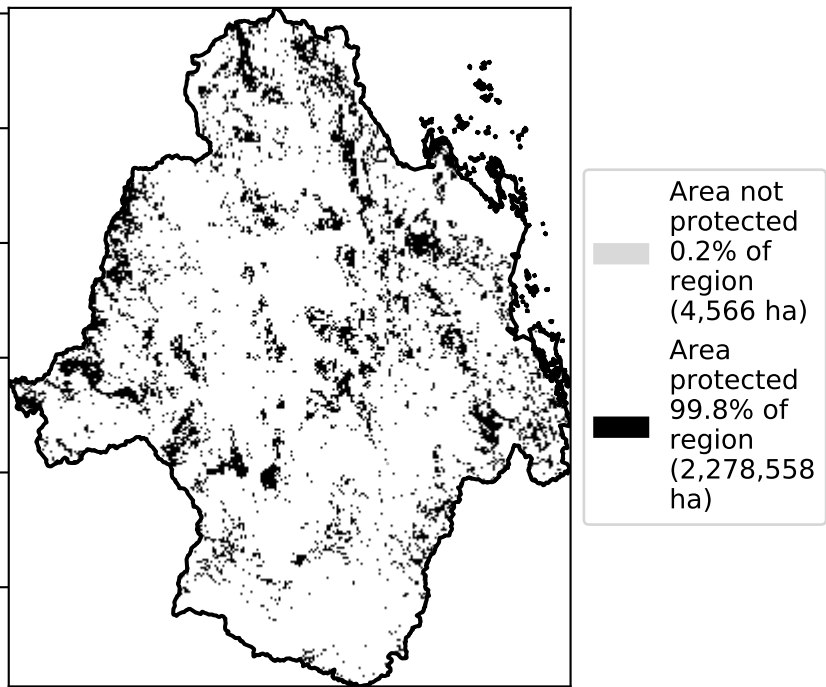 Area not
protected
0.2% of
region
(4,566 ha)
Area
protected
99.8% of
region
(2,278,558
ha)